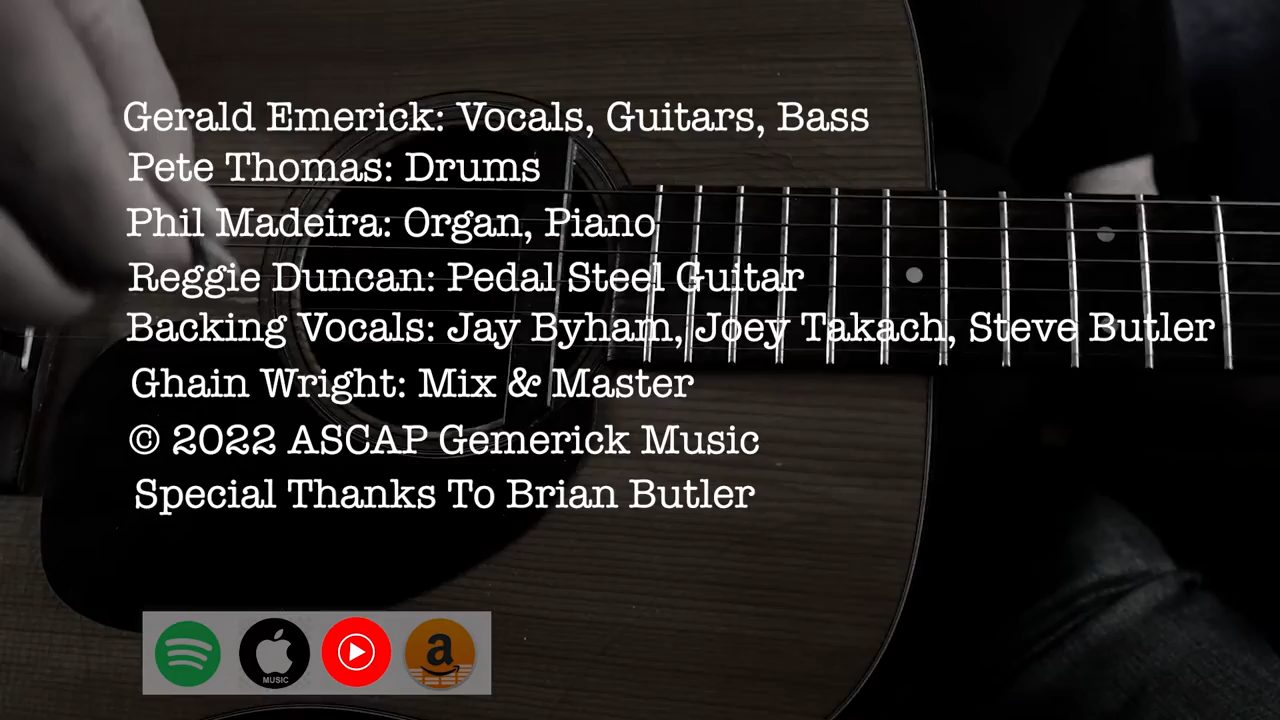 Gerald Emerick: Vocals, Guitars, Bass
Pete Thomas: Drums
Phil Madeira: Organ, Piano
Reggie Duncan: Pedal Steel Guitar
Backing Vocals: Jay Byham, Joey Takach, Steve Butler
Ghain Wright: Mix & Master
© 2022 ASCAP Gemerick Music
Special Thanks To Brian Butler
MUSIC
a